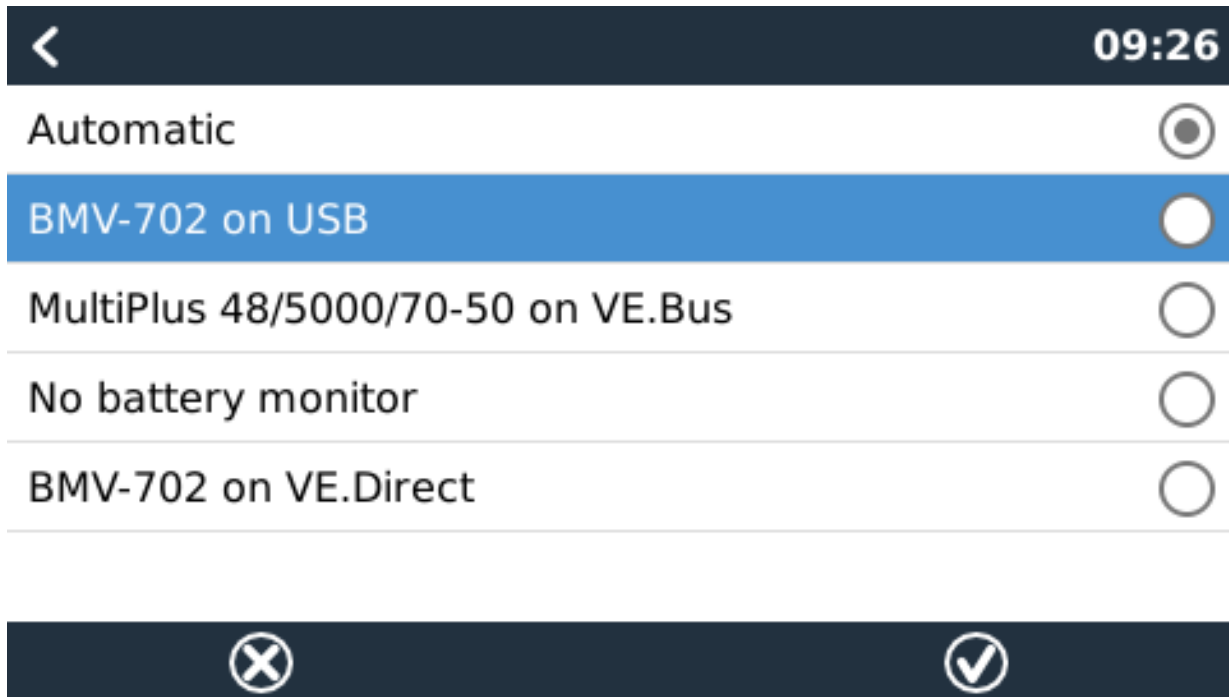 09:26
Automatic
BMV-702 on USB
MultiPlus 48/5000/70-50 on VE.Bus
No battery monitor
BMV-702 on VE.Direct